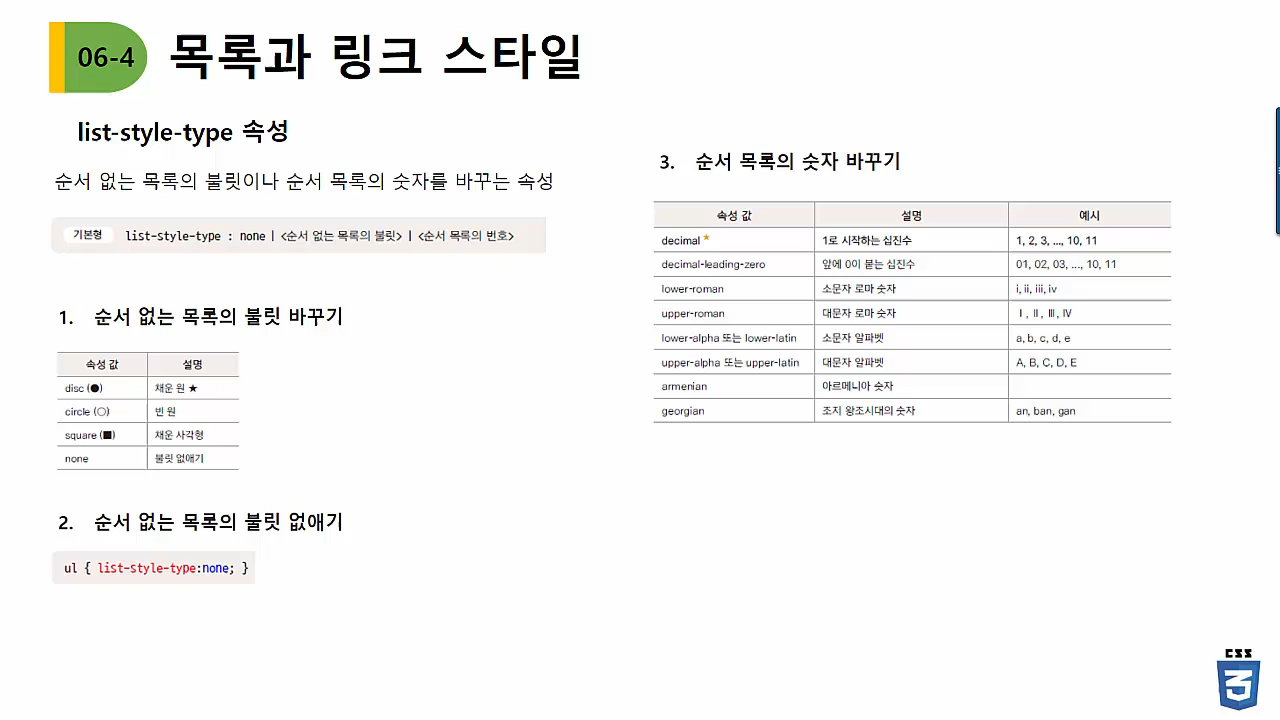 06-4 목록과 링크 스타일
list-style-type 속성
순서 없는 목록의 불릿이나 순서 목록의 숫자를 바꾸는 속성
기본형 list-style-type : none | <순서 없는 목록의 불릿> | <순서 목록의 번호>
1. 순서 없는 목록의 불릿 바꾸기
속성 값 설명
disc (●) 채운 원 ★
circle (○) 빈 원
square (■) 채운 사각형
none 불릿 없애기
2. 순서 없는 목록의 불릿 없애기
ul { list-style-type:none; }
3. 순서 목록의 숫자 바꾸기
속성 값 설명 예시
decimal ★ 1로 시작하는 십진수 1, 2, 3, ..., 10, 11
decimal-leading-zero 앞에 0이 붙는 십진수 01, 02, 03, ..., 10, 11
lower-roman 소문자 로마 숫자 i, ii, iii, iv
upper-roman 대문자 로마 숫자 Ⅰ, Ⅱ, Ⅲ, Ⅳ
lower-alpha 또는 lower-latin 소문자 알파벳 a, b, c, d, e
upper-alpha 또는 upper-latin 대문자 알파벳 A, B, C, D, E
armenian 아르메니아 숫자
georgian 조지 왕조시대의 숫자 an, ban, gan
CSS
3